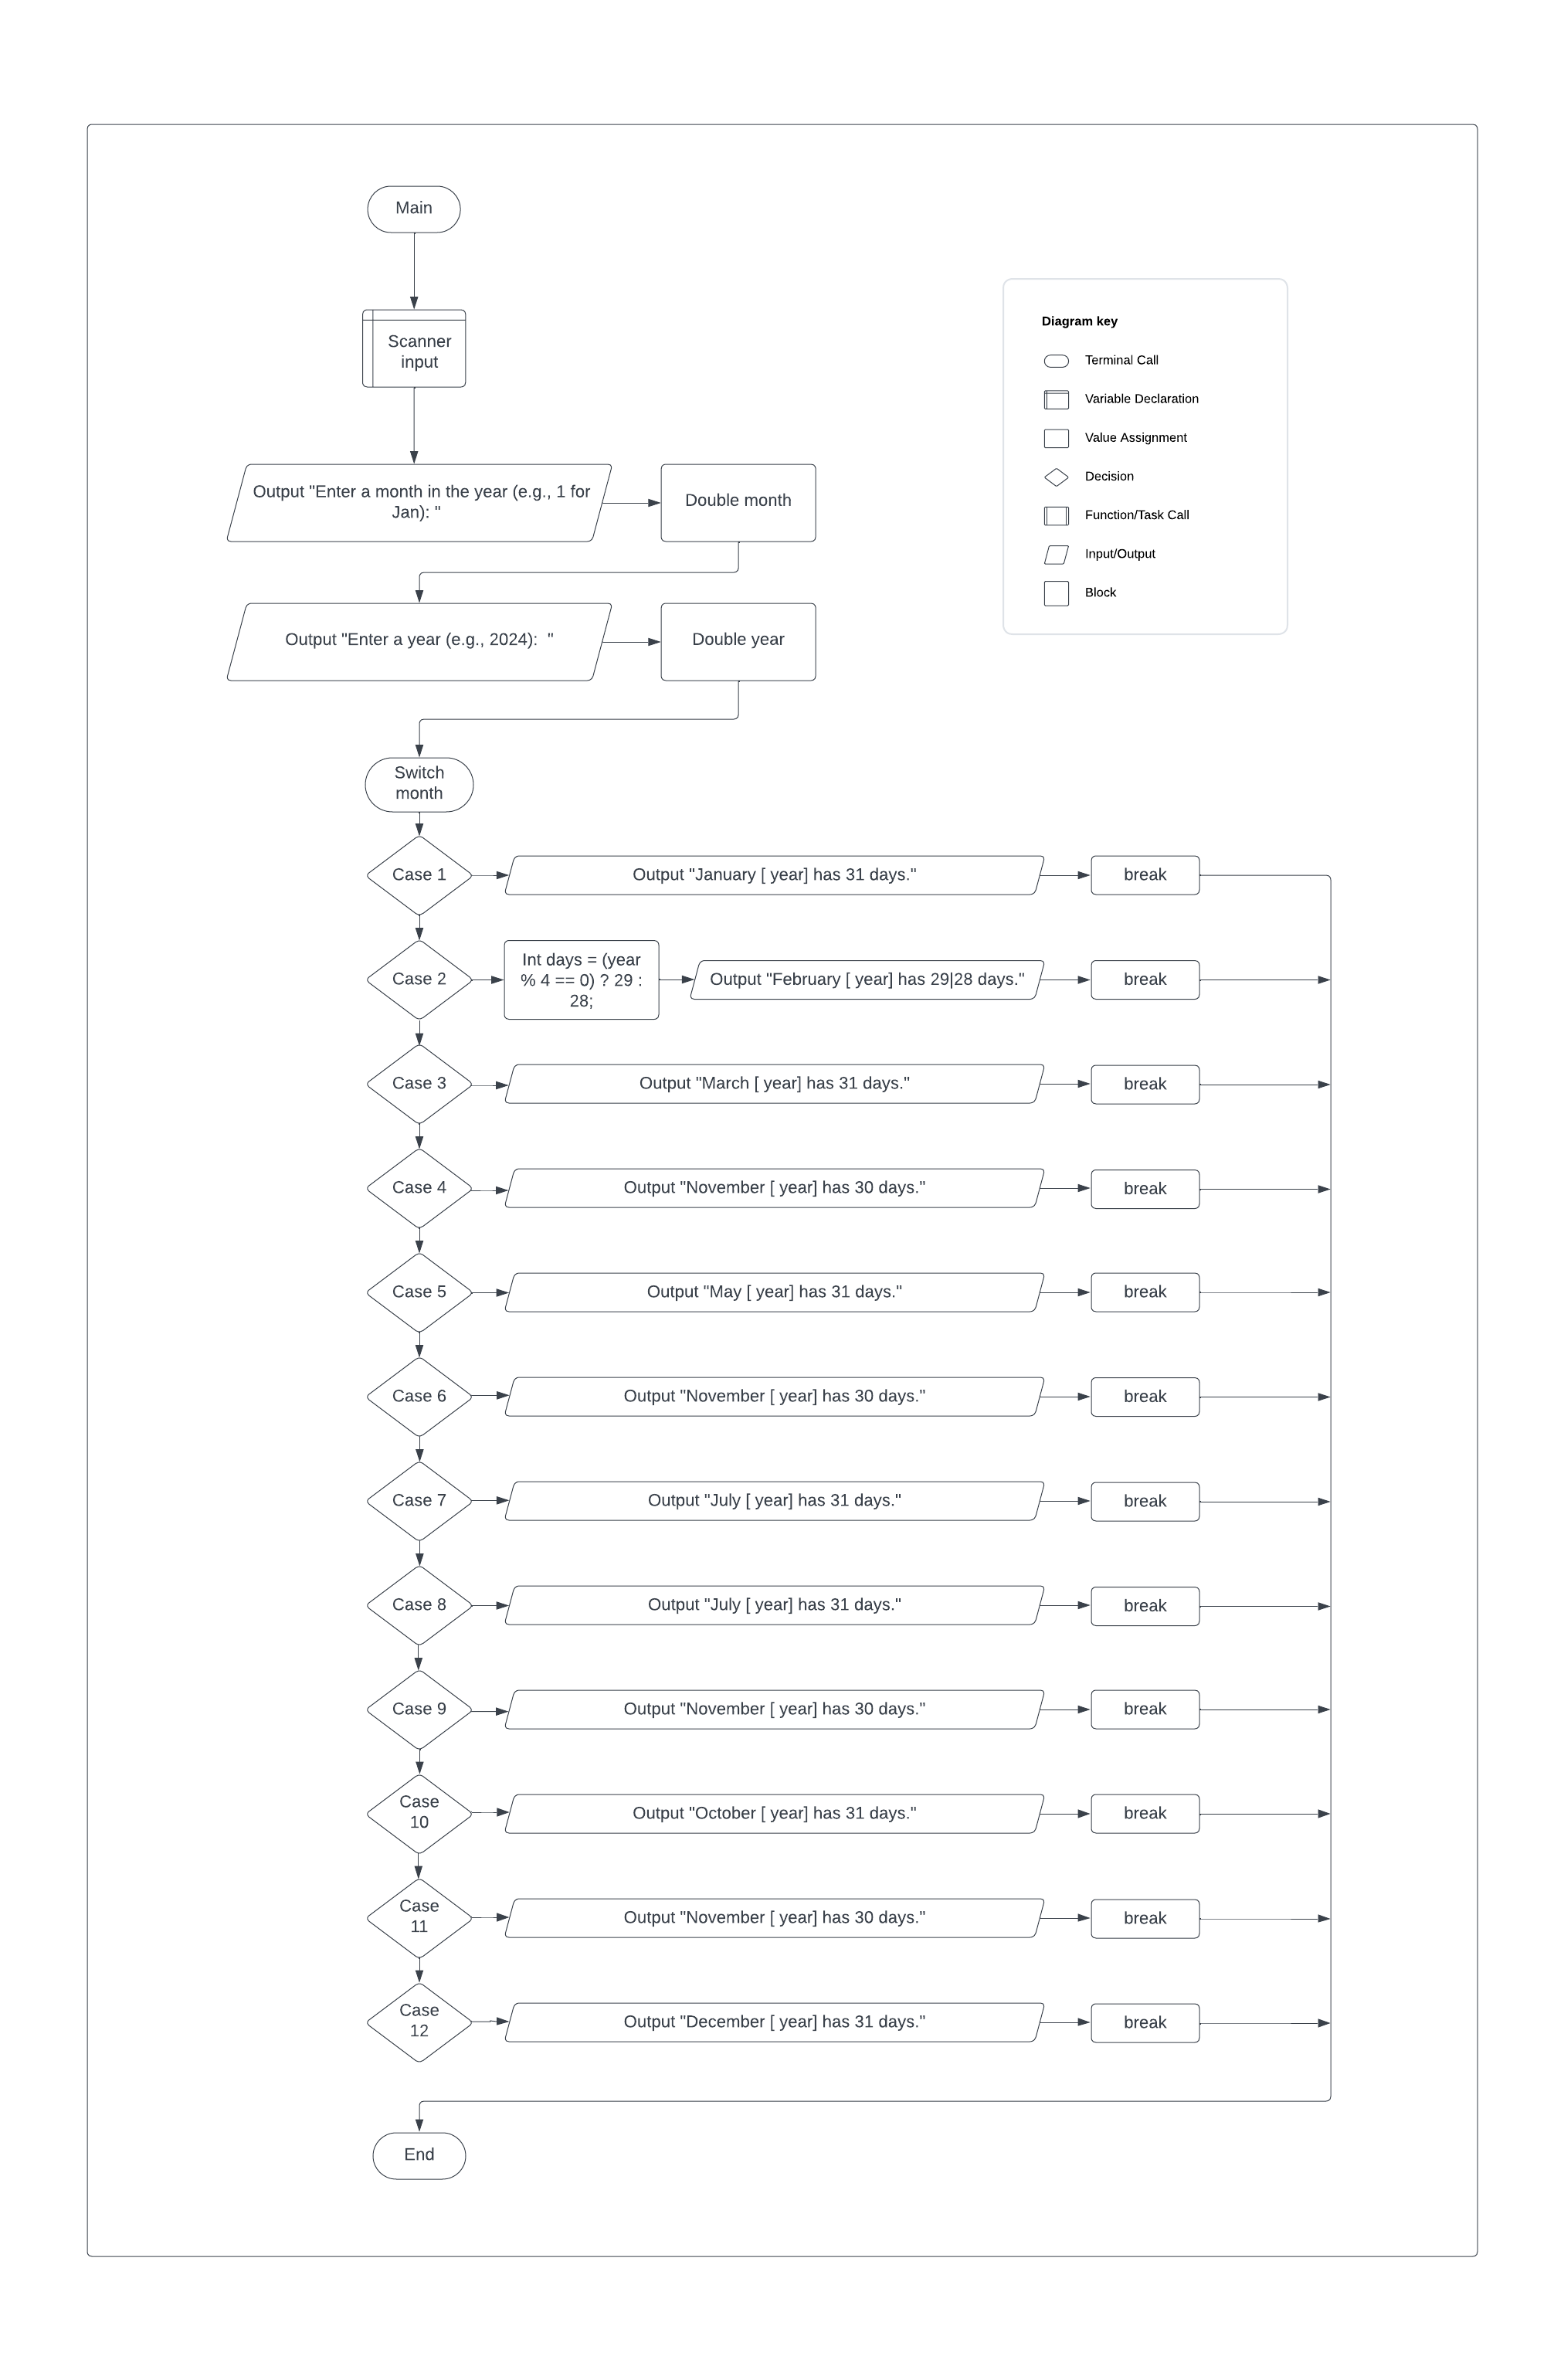 Main
Scanner
input
Diagram key
Terminal Call
Variable Declaration
Value Assignment
Decision
Function/Task Call
Input/Output
Block
Output "Enter a month in the year (e.g., 1 for
Jan): "
Double month
Output "Enter a year (e.g., 2024):  "
Double year
Switch
month
Case 1
Output "January [ year] has 31 days."
break
Case 2
Int days = (year
% 4 == 0) ? 29 :
28;
Output "February [ year] has 29|28 days."
break
Case 3
Output "March [ year] has 31 days."
break
Case 4
Output "November [ year] has 30 days."
break
Case 5
Output "May [ year] has 31 days."
break
Case 6
Output "November [ year] has 30 days."
break
Case 7
Output "July [ year] has 31 days."
break
Case 8
Output "July [ year] has 31 days."
break
Case 9
Output "November [ year] has 30 days."
break
Case
10
Output "October [ year] has 31 days."
break
Case
11
Output "November [ year] has 30 days."
break
Case
12
Output "December [ year] has 31 days."
break
End